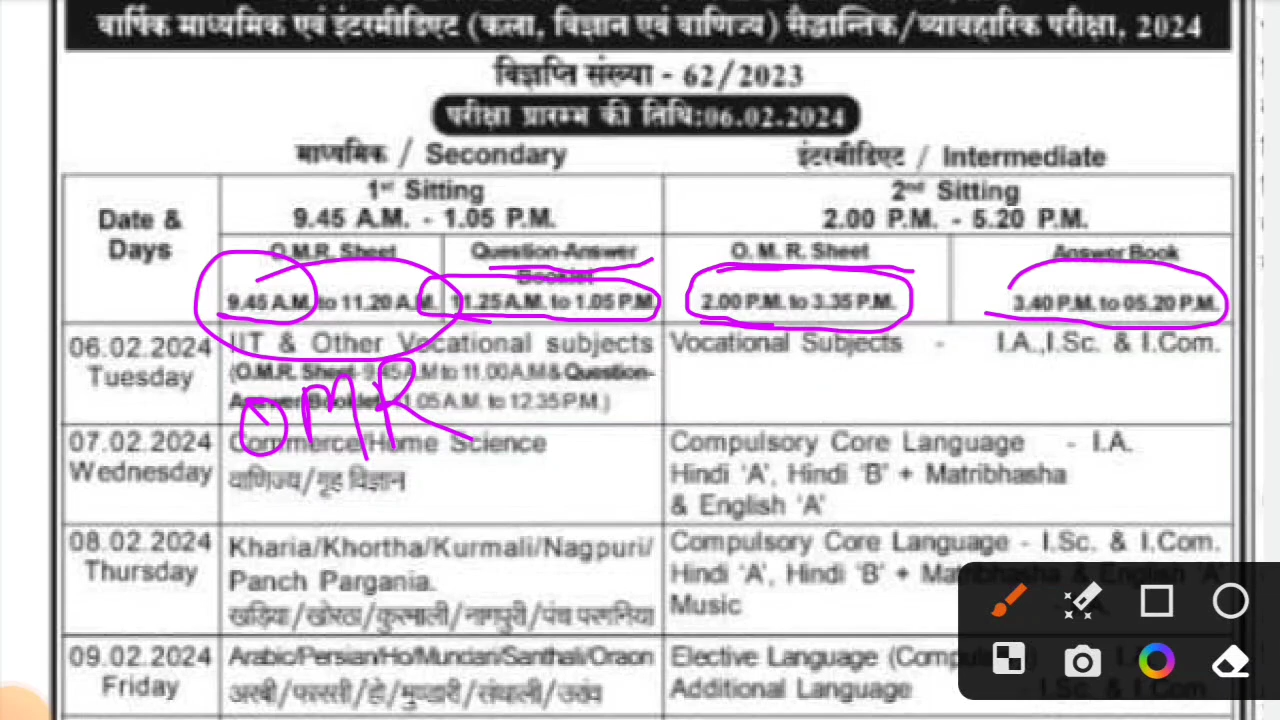 वार्षिक माध्यमिक एवं इंटरमीडिएट (कला, विज्ञान एवं वाणिज्य) सैद्धान्तिक/व्यावहारिक परीक्षा, 2024
विज्ञप्ति संख्या - 62/2023
परीक्षा प्रारम्भ की तिथि:06.02.2024
माध्यमिक / Secondary
इंटरमीडिएट / Intermediate
Date & Days
1st Sitting
9.45 A.M. - 1.05 P.M.
2nd Sitting
2.00 P.M. - 5.20 P.M.
O.M.R. Sheet
9.45 A.M. to 11.20 A.M.
Question-Answer
Booklet
11.25 A.M. to 1.05 P.M.
O. M. R. Sheet
2.00 P.M. to 3.35 P.M.
Answer Book
3.40 P.M. to 05.20 P.M.
06.02.2024
Tuesday
IIT & Other Vocational subjects
(O.M.R. Sheet-9.45 A.M to 11.00 A.M & Question-
Answer Booklet 11.05 A.M. to 12.35 P.M.)
OMR
Vocational Subjects - I.A.,I.Sc. & I.Com.
07.02.2024
Wednesday
Commerce/Home Science
वाणिज्य/गृह विज्ञान
Compulsory Core Language - I.A.
Hindi ‘A’, Hindi ‘B’ + Matribhasha
& English ‘A’
08.02.2024
Thursday
Kharia/Khortha/Kurmali/Nagpuri/
Panch Pargania.
खड़िया/खोरठा/कुरमाली/नागपुरी/पंच परगनिया
Compulsory Core Language - I.Sc. & I.Com.
Hindi ‘A’, Hindi ‘B’ + Matribhasha & English ‘A’
Music
09.02.2024
Friday
Arabic/Persian/Ho/Mundari/Santhali/Oraon
अरबी/फारसी/हो/मुण्डारी/संथाली/उरांव
Elective Language
Additional Language - I.Sc. & I.Com